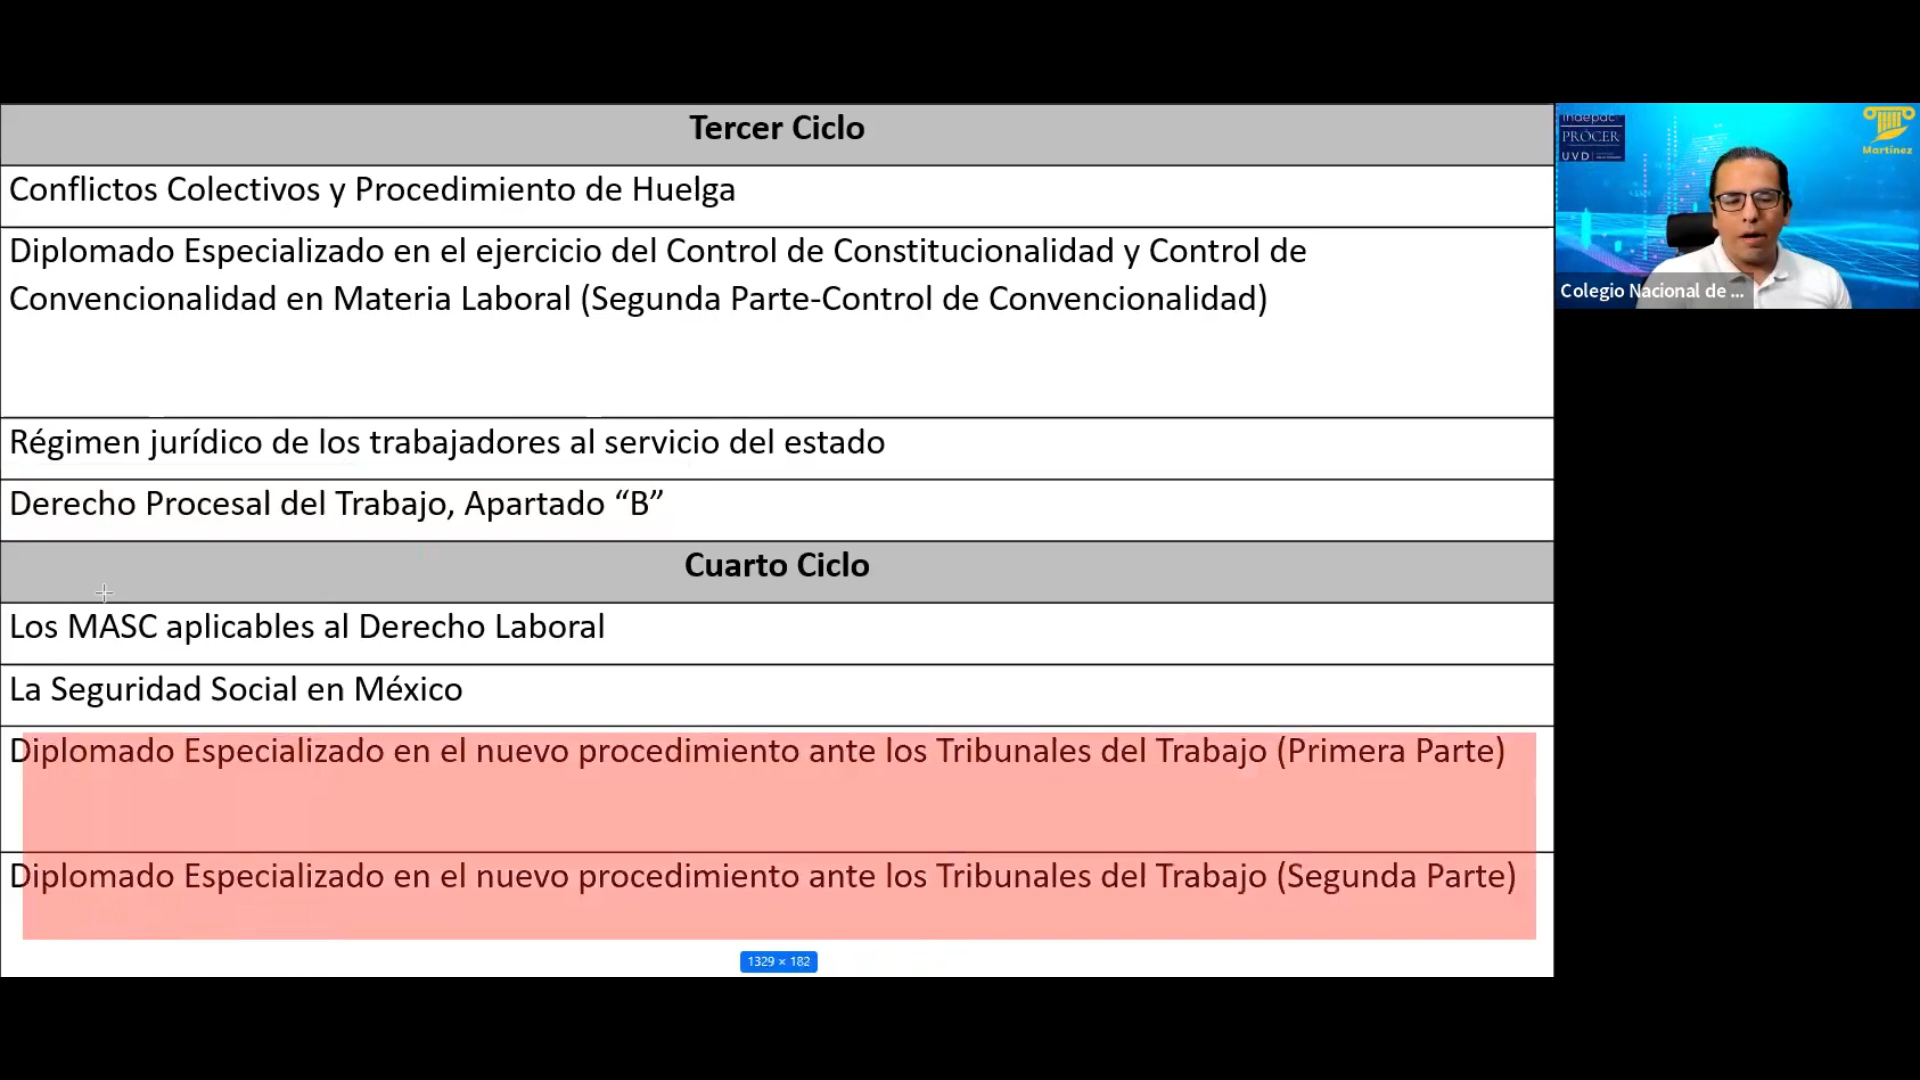 Tercer Ciclo
Conflictos Colectivos y Procedimiento de Huelga
Diplomado Especializado en el ejercicio del Control de Constitucionalidad y Control de
Convencionalidad en Materia Laboral (Segunda Parte-Control de Convencionalidad)
Régimen jurídico de los trabajadores al servicio del estado
Derecho Procesal del Trabajo, Apartado “B”
Cuarto Ciclo
Los MASC aplicables al Derecho Laboral
La Seguridad Social en México
Diplomado Especializado en el nuevo procedimiento ante los Tribunales del Trabajo (Primera Parte)
Diplomado Especializado en el nuevo procedimiento ante los Tribunales del Trabajo (Segunda Parte)
1329 × 182
PRÓCER
UVD
Martínez
Colegio Nacional de ...